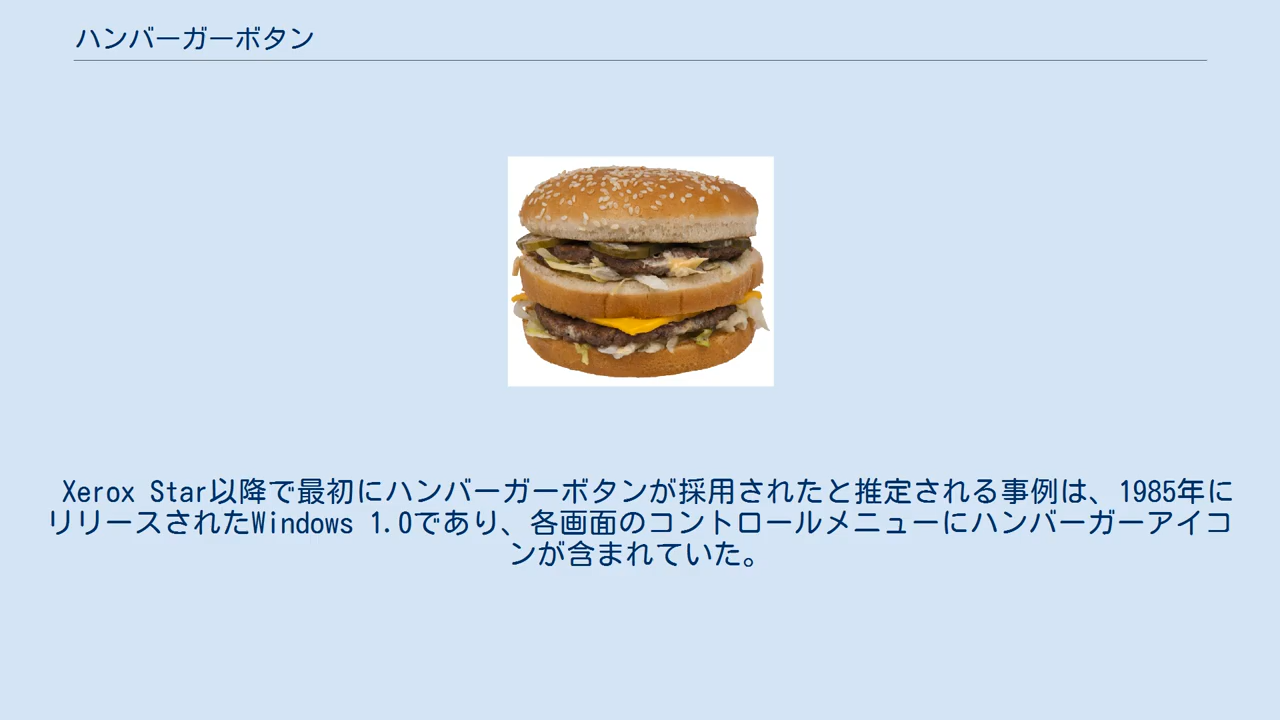 ハンバーガーボタン
Xerox Star以降で最初にハンバーガーボタンが採用されたと推定される事例は、1985年に
リリースされたWindows 1.0であり、各画面のコントロールメニューにハンバーガーアイコ
ンが含まれていた。